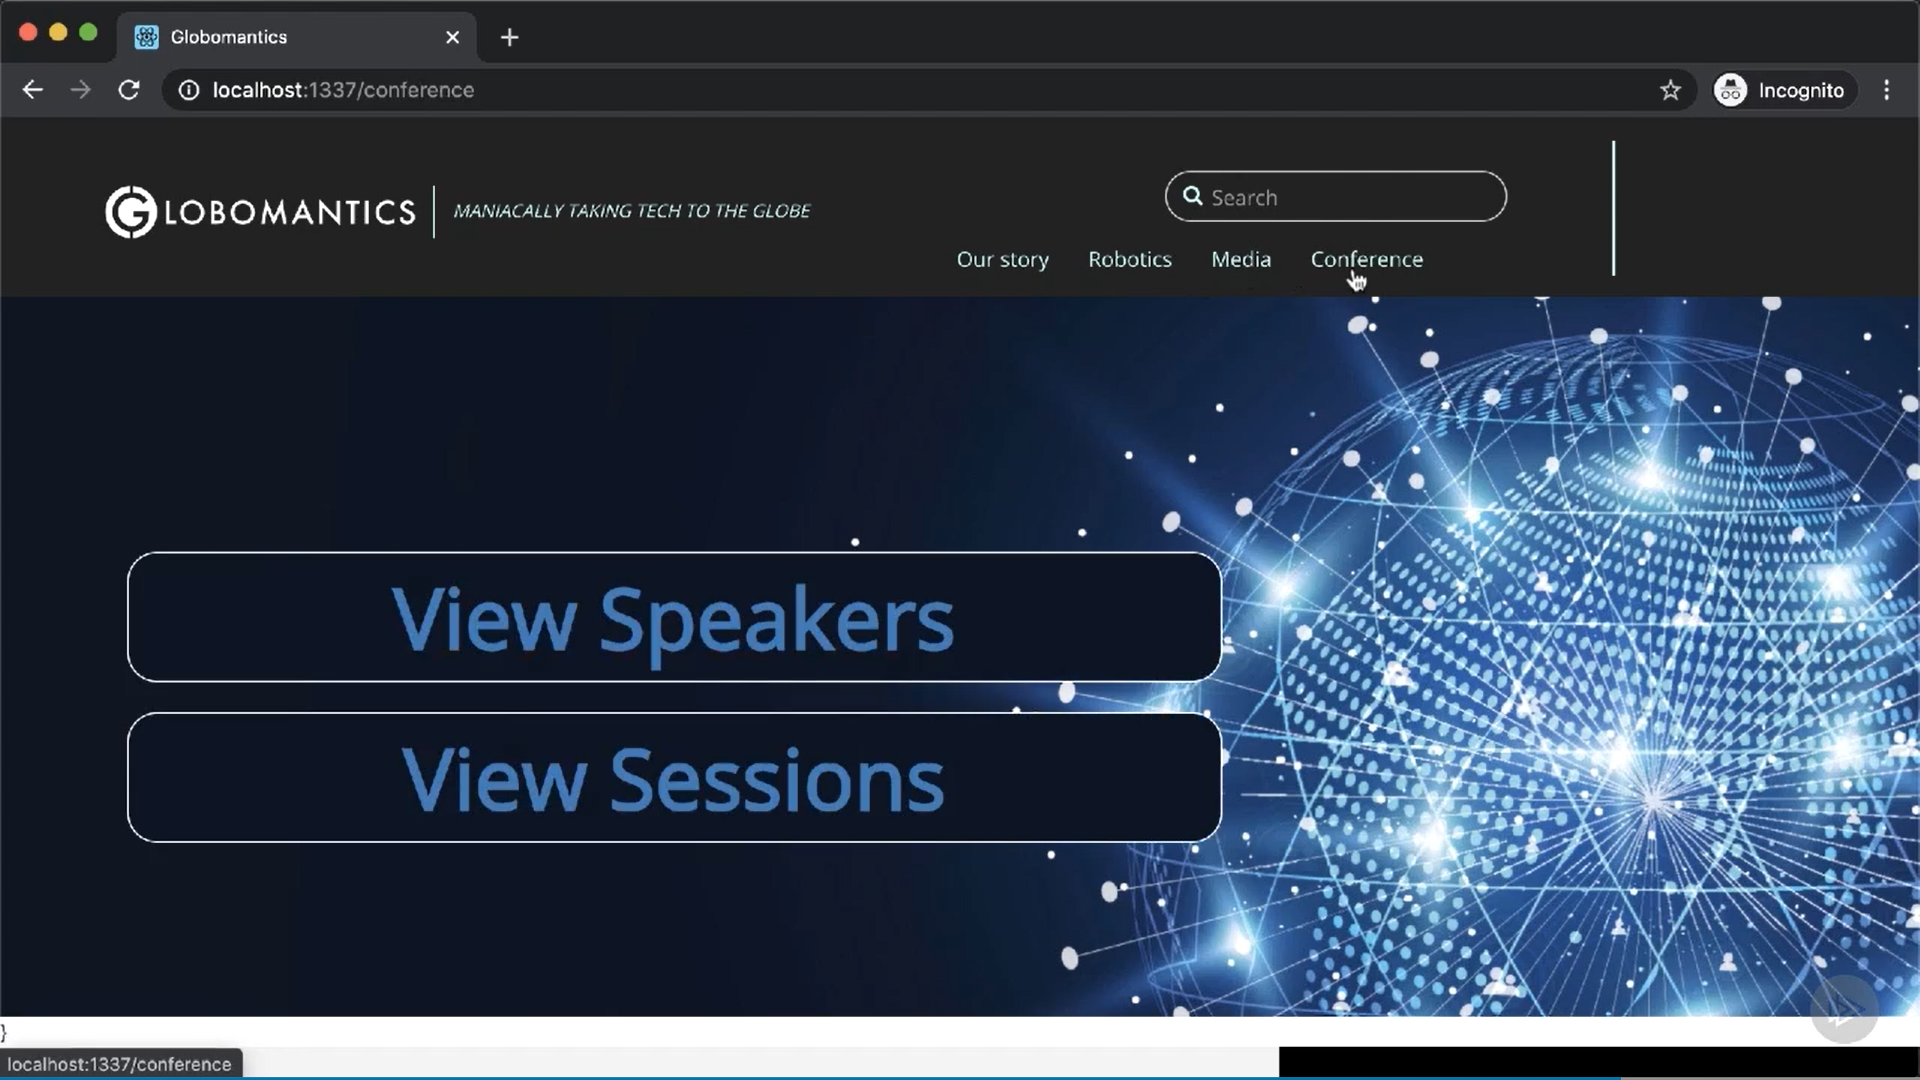 Globomantics
localhost:1337/conference
Incognito
GLOBOMANTICS
MANIACALLY TAKING TECH TO THE GLOBE
Search
Our story Robotics Media Conference
View Speakers
View Sessions
}
localhost:1337/conference